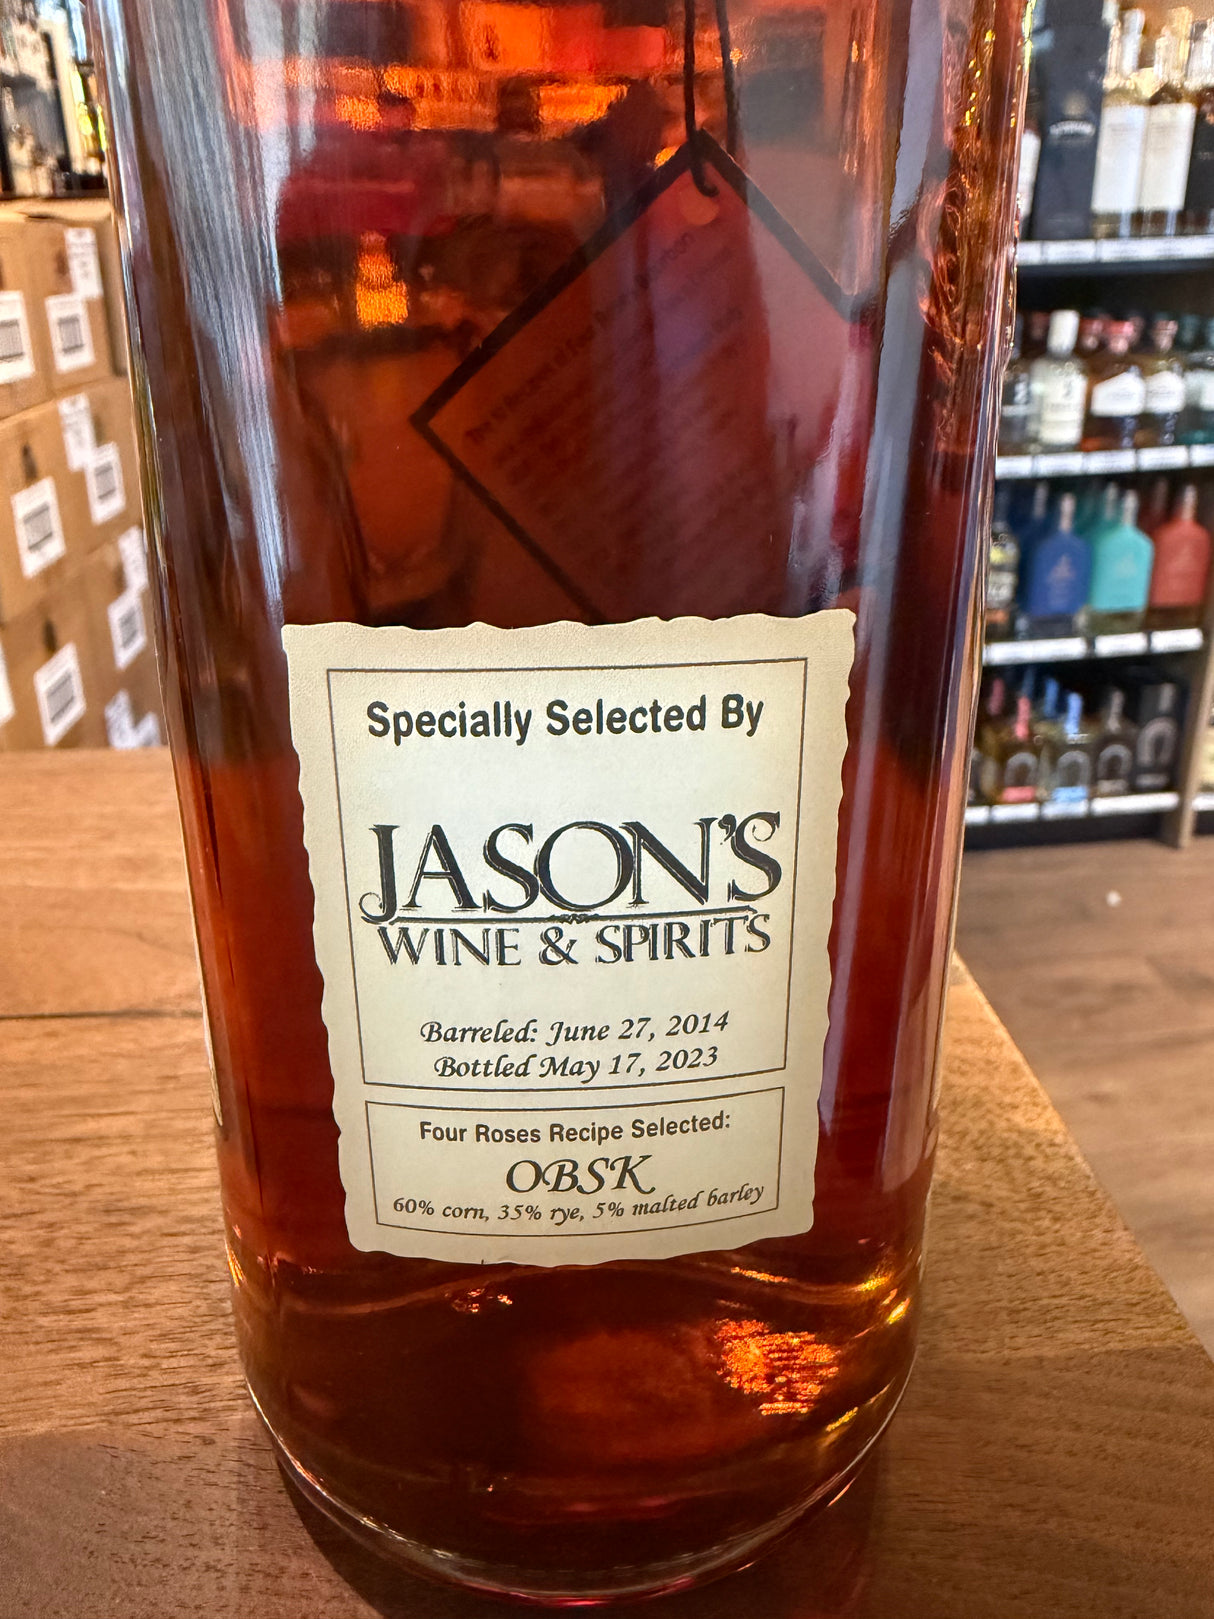 Specially Selected By
JASON'S
WINE & SPIRITS
Barreled: June 27, 2014
Bottled May 17, 2023
Four Roses Recipe Selected:
OBSK
60% corn, 35% rye, 5% malted barley